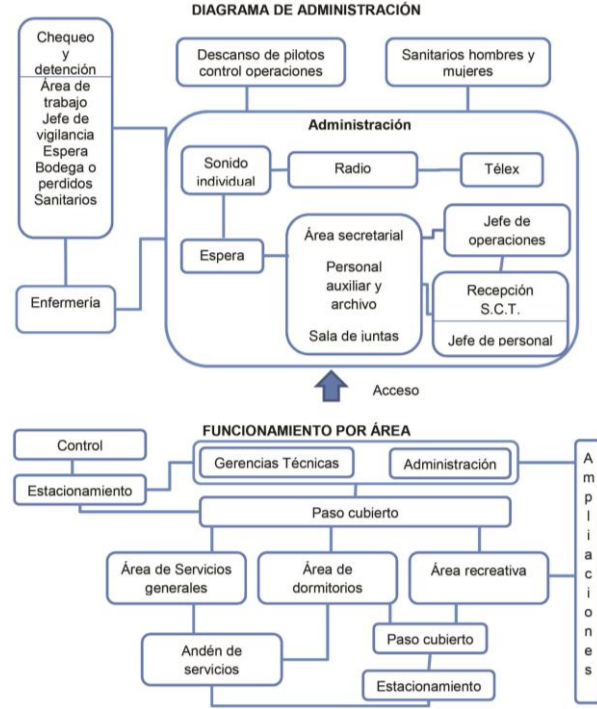 DIAGRAMA DE ADMINISTRACIÓN
Chequeo
y
detención
Área de
trabajo
Jefe de
vigilancia
Espera
Bodega o
perdidos
Sanitarios
Enfermería
Descanso de pilotos
control operaciones
Sanitarios hombres y
mujeres
Administración
Sonido
individual
Radio
Télex
Espera
Área secretarial
Personal
auxiliar y
archivo
Sala de juntas
Jefe de
operaciones
Recepción
S.C.T.
Jefe de personal
Acceso
FUNCIONAMIENTO POR ÁREA
Control
Estacionamiento
Gerencias Técnicas
Administración
Paso cubierto
Área de Servicios
generales
Área de
dormitorios
Área recreativa
Andén de
servicios
Paso cubierto
Estacionamiento
A
m
p
l
i
a
c
i
o
n
e
s